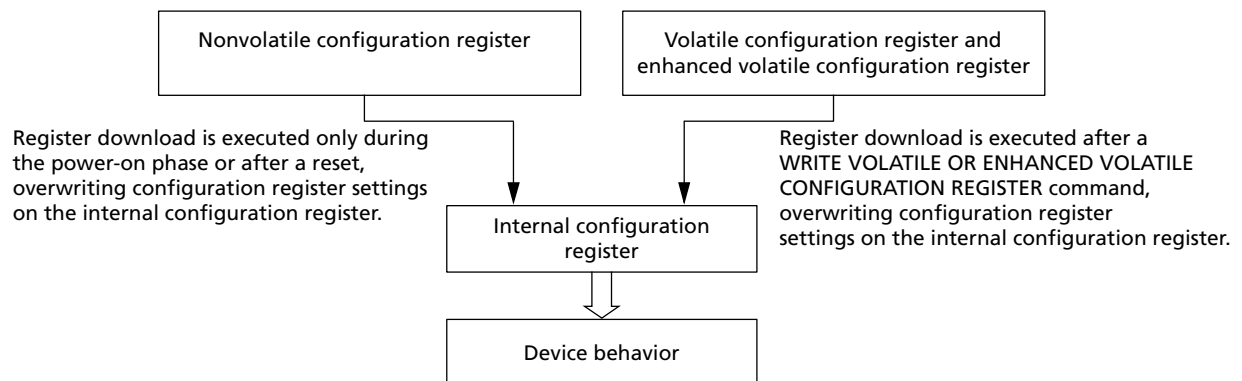 Nonvolatile configuration register
Volatile configuration register and
enhanced volatile configuration register
Register download is executed only during
the power-on phase or after a reset,
overwriting configuration register settings
on the internal configuration register.
Register download is executed after a
WRITE VOLATILE OR ENHANCED VOLATILE
CONFIGURATION REGISTER command,
overwriting configuration register
settings on the internal configuration register.
Internal configuration
register
Device behavior